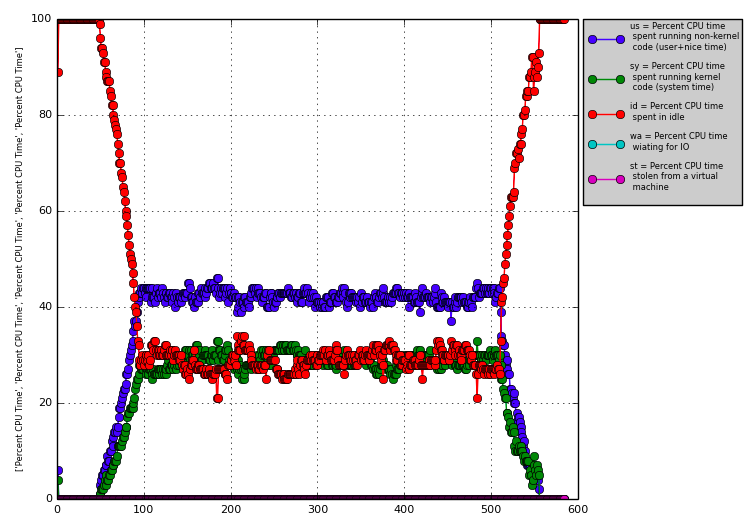 100
80
60
40
20
0
0 100 200 300 400 500 600
['Percent CPU Time', 'Percent CPU Time', 'Percent CPU Time', 'Percent CPU Time', 'Percent CPU Time']
us = Percent CPU time
spent running non-kernel
code (user+nice time)
sy = Percent CPU time
spent running kernel
code (system time)
id = Percent CPU time
spent in idle
wa = Percent CPU time
wiating for IO
st = Percent CPU time
stolen from a virtual
machine